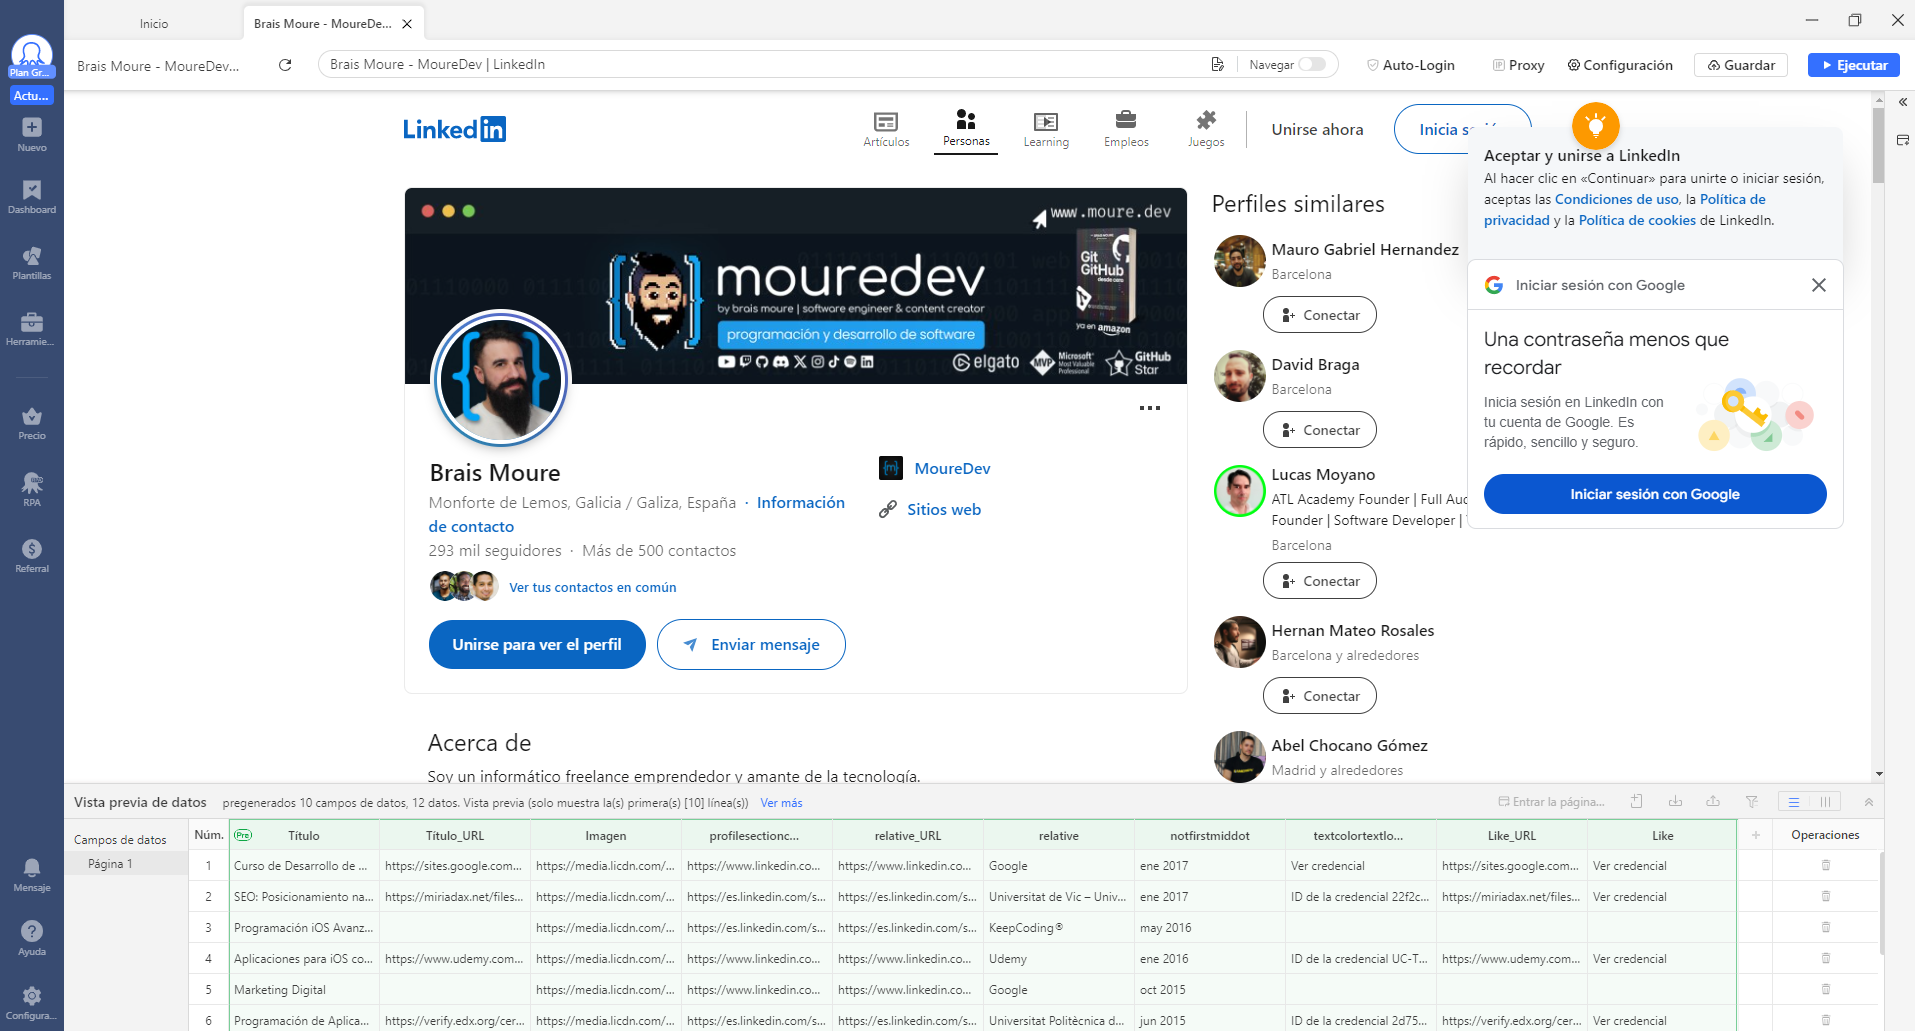 Inicio
Brais Moure - MoureDe...
Plan Gr...
Actu...
Nuevo
Dashboard
Plantillas
Herramie...
Precio
RPA
Referral
Mensaje
Ayuda
Configura...
Brais Moure - MoureDev...
Brais Moure - MoureDev | LinkedIn
Navegar
Auto-Login
Proxy
Configuración
Guardar
Ejecutar
Linked in
Artículos
Personas
Learning
Empleos
Juegos
Unirse ahora
Inicia
www.moure.dev
mouredev
by brais moure | software engineer & content creator
programación y desarrollo de software
Git
GitHub
desde cero
ya en amazon
elgato
MVP
Microsoft®
Most Valuable
Professional
GitHub
Star
Brais Moure
Monforte de Lemos, Galicia / Galiza, España · Información
de contacto
293 mil seguidores · Más de 500 contactos
Ver tus contactos en común
Unirse para ver el perfil
Enviar mensaje
MoureDev
Sitios web
Acerca de
Soy un informático freelance emprendedor y amante de la tecnología.
Perfiles similares
Mauro Gabriel Hernandez
Barcelona
Conectar
David Braga
Barcelona
Conectar
Lucas Moyano
ATL Academy Founder | Full
Founder | Software Developer |
Barcelona
Conectar
Hernan Mateo Rosales
Barcelona y alrededores
Conectar
Abel Chocano Gómez
Madrid y alrededores
Aceptar y unirse a LinkedIn
Al hacer clic en «Continuar» para unirte o iniciar sesión,
aceptas las Condiciones de uso, la Política de
privacidad y la Política de cookies de LinkedIn.
Iniciar sesión con Google
Una contraseña menos que
recordar
Inicia sesión en LinkedIn con
tu cuenta de Google. Es
rápido, sencillo y seguro.
Iniciar sesión con Google
Vista previa de datos pregenerados 10 campos de datos, 12 datos. Vista previa (solo muestra la(s) primera(s) [10] línea(s)) Ver más
Entrar la página...
Campos de datos
Página 1
Núm. Pre Título Título_URL Imagen profilesectionc... relative_URL relative notfirstmiddot textcolortextlo... Like_URL Like Operaciones
1 Curso de Desarrollo de ... https://sites.google.com... https://media.licdn.com/... https://www.linkedin.co... https://www.linkedin.co... Google ene 2017 Ver credencial https://sites.google.com... Ver credencial
2 SEO: Posicionamiento na... https://miriadax.net/files... https://media.licdn.com/... https://es.linkedin.com/s... https://es.linkedin.com/s... Universitat de Vic – Univ... ene 2017 ID de la credencial 22f2c... https://miriadax.net/files... Ver credencial
3 Programación iOS Avanz... https://media.licdn.com/... https://es.linkedin.com/s... https://es.linkedin.com/s... KeepCoding® may 2016
4 Aplicaciones para iOS co... https://www.udemy.com... https://media.licdn.com/... https://www.linkedin.co... https://www.linkedin.co... Udemy ene 2016 ID de la credencial UC-T... https://www.udemy.com... Ver credencial
5 Marketing Digital https://media.licdn.com/... https://www.linkedin.co... https://www.linkedin.co... Google oct 2015
6 Programación de Aplica... https://verify.edx.org/cer... https://media.licdn.com/... https://es.linkedin.com/s... https://es.linkedin.com/s... Universitat Politècnica d... jun 2015 ID de la credencial 2d75... https://verify.edx.org/cer... Ver credencial